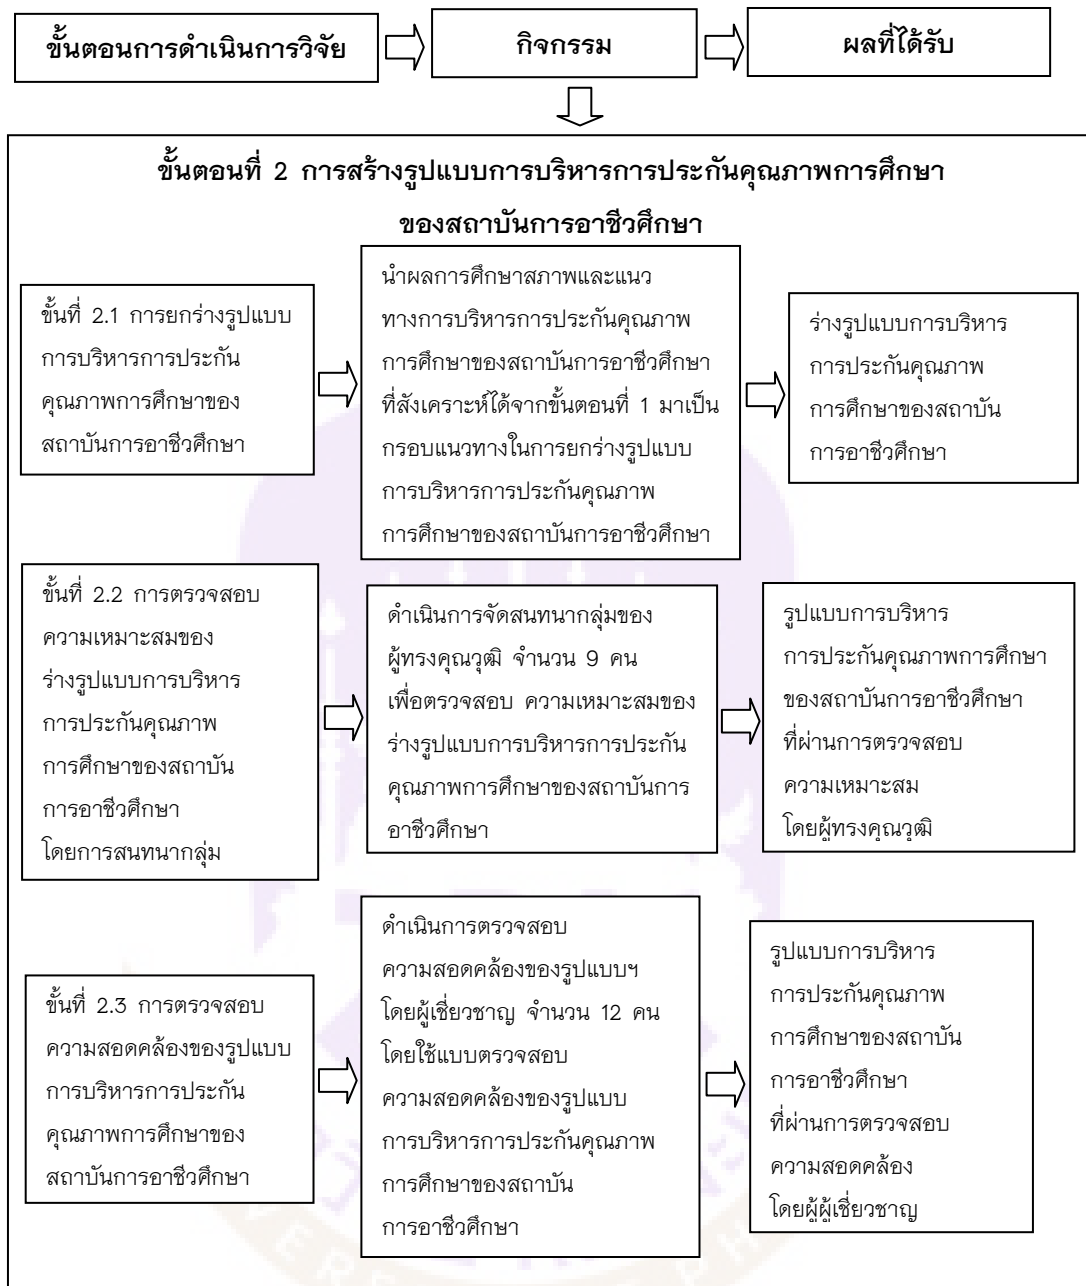 ขั้นตอนการดำเนินการวิจัย
กิจกรรม
ผลที่ได้รับ
ขั้นตอนที่ 2 การสร้างรูปแบบการบริหารการประกันคุณภาพการศึกษา
ของสถาบันการอาชีวศึกษา
ขั้นที่ 2.1 การยกร่างรูปแบบ
การบริหารการประกัน
คุณภาพการศึกษาของ
สถาบันการอาชีวศึกษา
นำผลการศึกษาสภาพและแนว
ทางการบริหารการประกันคุณภาพ
การศึกษาของสถาบันการอาชีวศึกษา
ที่สังเคราะห์ได้จากขั้นตอนที่ 1 มาเป็น
กรอบแนวทางในการยกร่างรูปแบบ
การบริหารการประกันคุณภาพ
การศึกษาของสถาบันการอาชีวศึกษา
ร่างรูปแบบการบริหาร
การประกันคุณภาพ
การศึกษาของสถาบัน
การอาชีวศึกษา
ขั้นที่ 2.2 การตรวจสอบ
ความเหมาะสมของ
ร่างรูปแบบการบริหาร
การประกันคุณภาพ
การศึกษาของสถาบัน
การอาชีวศึกษา
โดยการสนทนากลุ่ม
ดำเนินการจัดสนทนากลุ่มของ
ผู้ทรงคุณวุฒิ จำนวน 9 คน
เพื่อตรวจสอบ ความเหมาะสมของ
ร่างรูปแบบการบริหารการประกัน
คุณภาพการศึกษาของสถาบันการ
อาชีวศึกษา
รูปแบบการบริหาร
การประกันคุณภาพการศึกษา
ของสถาบันการอาชีวศึกษา
ที่ผ่านการตรวจสอบ
ความเหมาะสม
โดยผู้ทรงคุณวุฒิ
ขั้นที่ 2.3 การตรวจสอบ
ความสอดคล้องของรูปแบบ
การบริหารการประกัน
คุณภาพการศึกษาของ
สถาบันการอาชีวศึกษา
ดำเนินการตรวจสอบ
ความสอดคล้องของรูปแบบฯ
โดยผู้เชี่ยวชาญ จำนวน 12 คน
โดยใช้แบบตรวจสอบ
ความสอดคล้องของรูปแบบ
การบริหารการประกันคุณภาพ
การศึกษาของสถาบัน
การอาชีวศึกษา
รูปแบบการบริหาร
การประกันคุณภาพ
การศึกษาของสถาบัน
การอาชีวศึกษา
ที่ผ่านการตรวจสอบ
ความสอดคล้อง
โดยผู้ผู้เชี่ยวชาญ